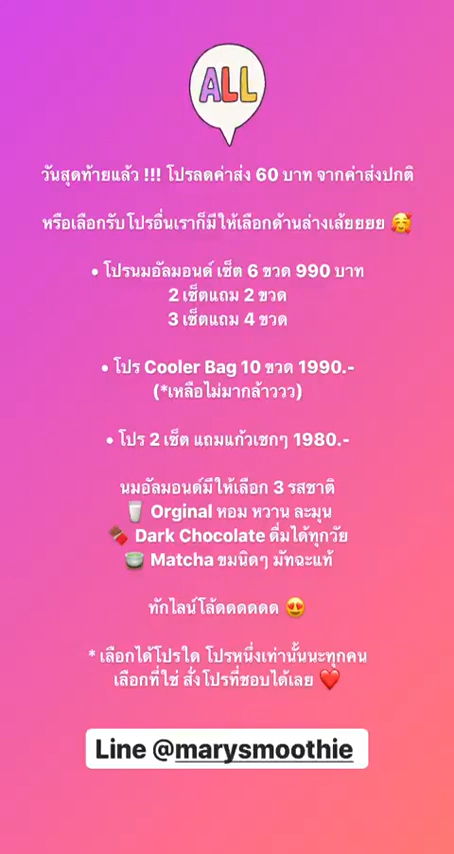 ALL
วันสุดท้ายแล้ว !!! โปรลดค่าส่ง 60 บาท จากค่าส่งปกติ
หรือเลือกรับโปรอื่นเราก็มีให้เลือกด้านล่างเล้ยยยย 🥰
• โปรนมอัลมอนด์ เซ็ต 6 ขวด 990 บาท
2 เซ็ตแถม 2 ขวด
3 เซ็ตแถม 4 ขวด
• โปร Cooler Bag 10 ขวด 1990.-
(*เหลือไม่มากล้าววว)
• โปร 2 เซ็ต แถมแก้วเชกๆ 1980.-
นมอัลมอนด์มีให้เลือก 3 รสชาติ
🥛 Orginal หอม หวาน ละมุน
🍫 Dark Chocolate ดื่มได้ทุกวัย
🍵 Matcha ขมนิดๆ มัทฉะแท้
ทักไลน์โล้ดดดดดด 😍
* เลือกได้โปรใด โปรหนึ่งเท่านั้นนะทุกคน
เลือกที่ใช่ สั่งโปรที่ชอบได้เลย ❤️
Line @marysmoothie